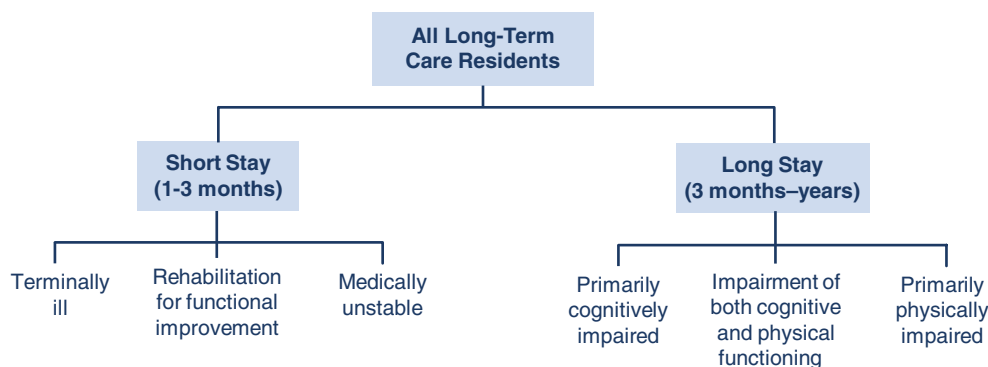 All Long-Term
Care Residents
Short Stay
(1-3 months)
Long Stay
(3 months–years)
Terminally
ill
Rehabilitation
for functional
improvement
Medically
unstable
Primarily
cognitively
impaired
Impairment of
both cognitive
and physical
functioning
Primarily
physically
impaired